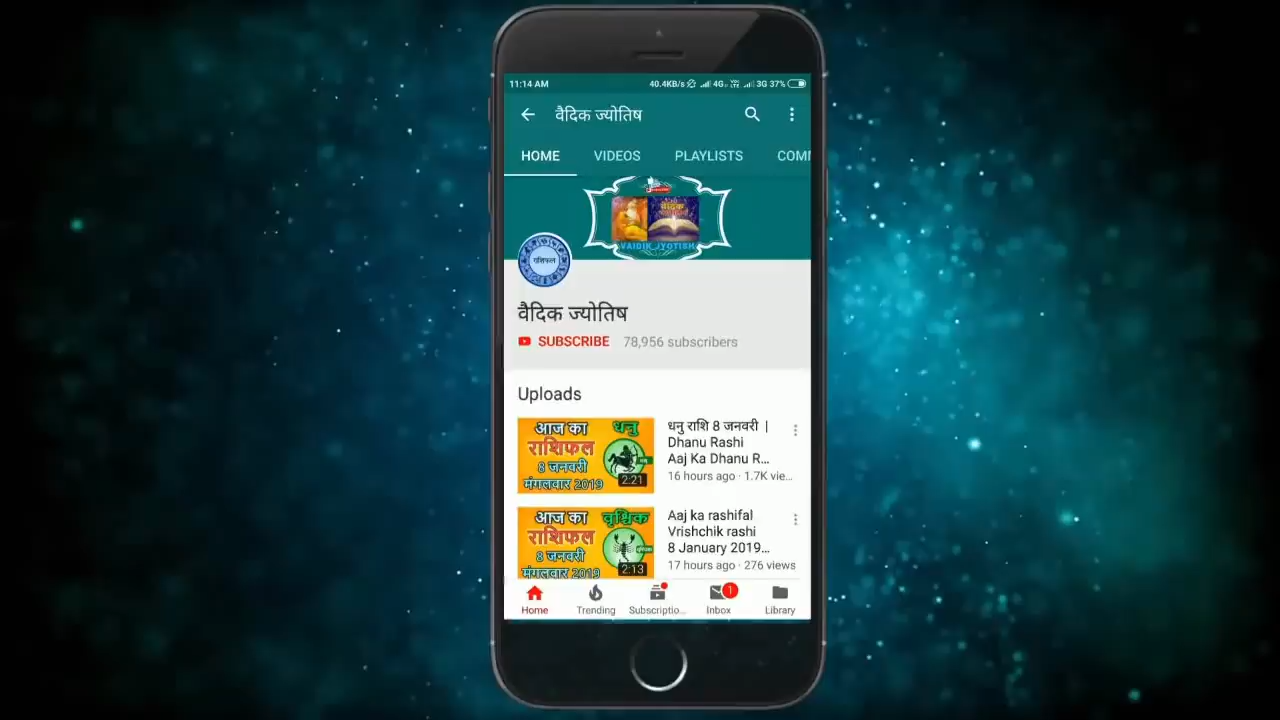 11:14 AM
40.4KB/s 4G 3G 37%
वैदिक ज्योतिष
HOME VIDEOS PLAYLISTS COMM
वैदिक
VAIDIK JYOTISH
राशिफल
वैदिक ज्योतिष
SUBSCRIBE 78,956 subscribers
Uploads
आज का धनु
राशिफल
8 जनवरी
मंगलवार 2019
2:21
धनु राशि 8 जनवरी |
Dhanu Rashi
Aaj Ka Dhanu R...
16 hours ago · 1.7K vie...
आज का वृश्चिक
राशिफल
8 जनवरी
मंगलवार 2019
2:13
Aaj ka rashifal
Vrishchik rashi
8 January 2019...
17 hours ago · 276 views
1
Home Trending Subscriptio... Inbox Library